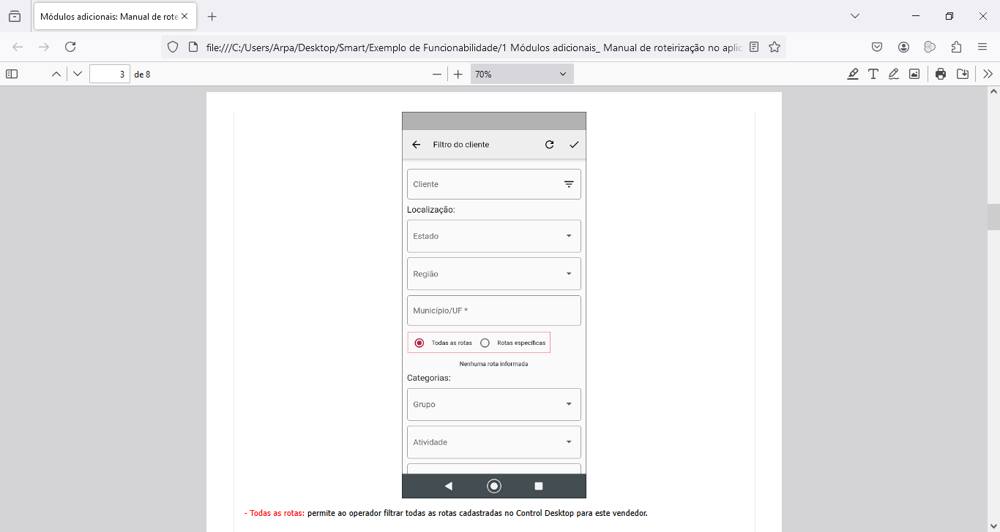 Módulos adicionais: Manual de rote
file:///C:/Users/Arpa/Desktop/Smart/Exemplo de Funcionabilidade/1 Módulos adicionais_ Manual de roteirização no aplic
3 de 8
70%
Filtro do cliente
Cliente
Localização:
Estado
Região
Município/UF *
Todas as rotas Rotas específicas
Nenhuma rota informada
Categorias:
Grupo
Atividade
- Todas as rotas: permite ao operador filtrar todas as rotas cadastradas no Control Desktop para este vendedor.